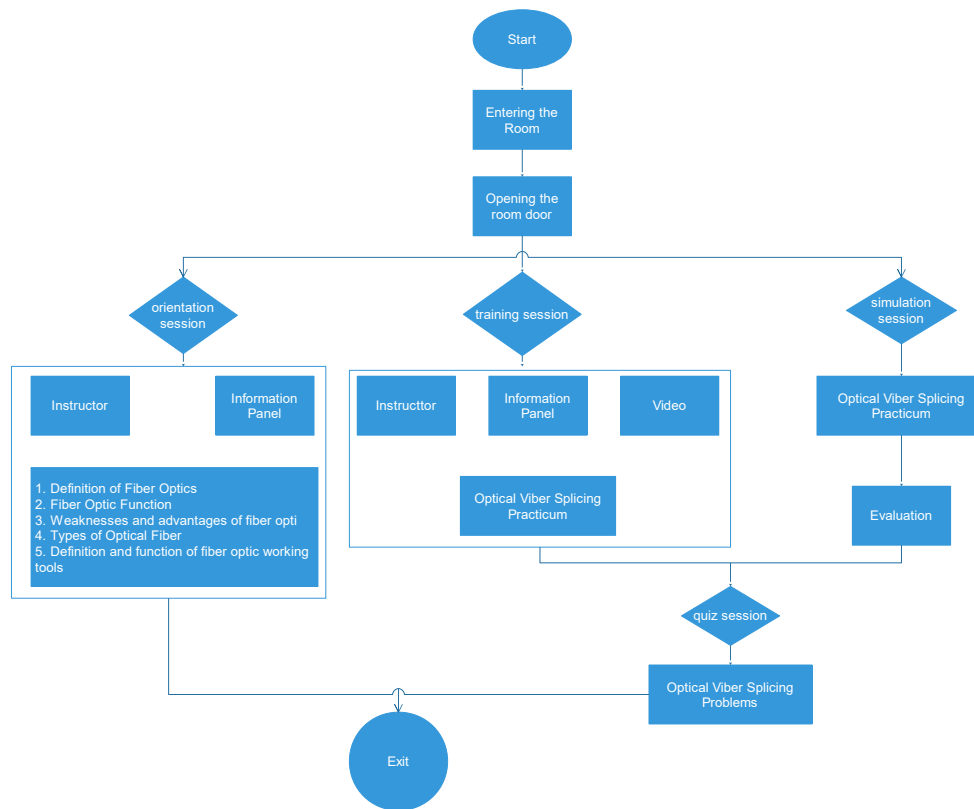 Start
Entering the
Room
Opening the
room door
orientation
session
training session
simulation
session
Instructor
Information
Panel
1. Definition of Fiber Optics
2. Fiber Optic Function
3. Weaknesses and advantages of fiber opti
4. Types of Optical Fiber
5. Definition and function of fiber optic working
tools
Instructtor
Information
Panel
Video
Optical Viber Splicing
Practicum
Optical Viber Splicing
Practicum
Evaluation
quiz session
Optical Viber Splicing
Problems
Exit